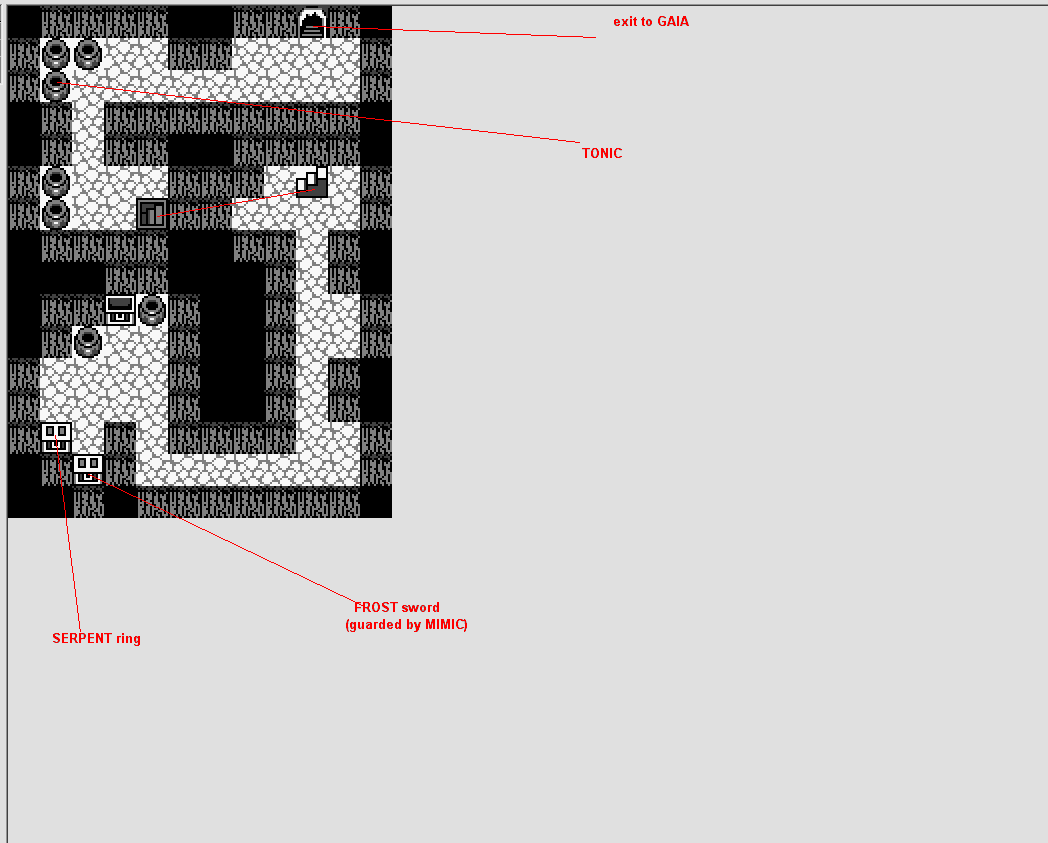 exit to GAIA
TONIC
FROST sword
(guarded by MIMIC)
SERPENT ring